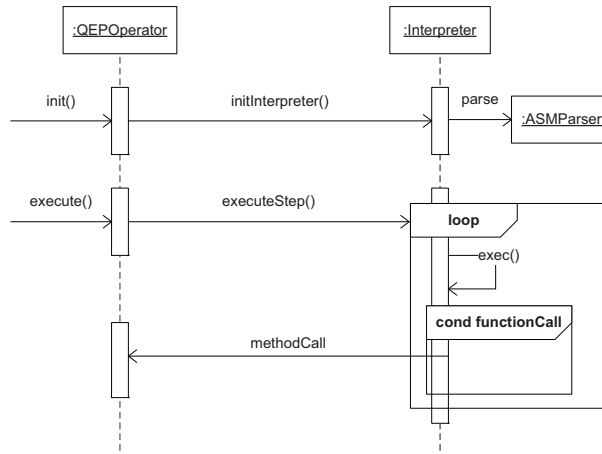 :QEPOperator
:Interpreter
init()
initInterpreter()
parse
:ASMParser
execute()
executeStep()
loop
exec()
cond functionCall
methodCall